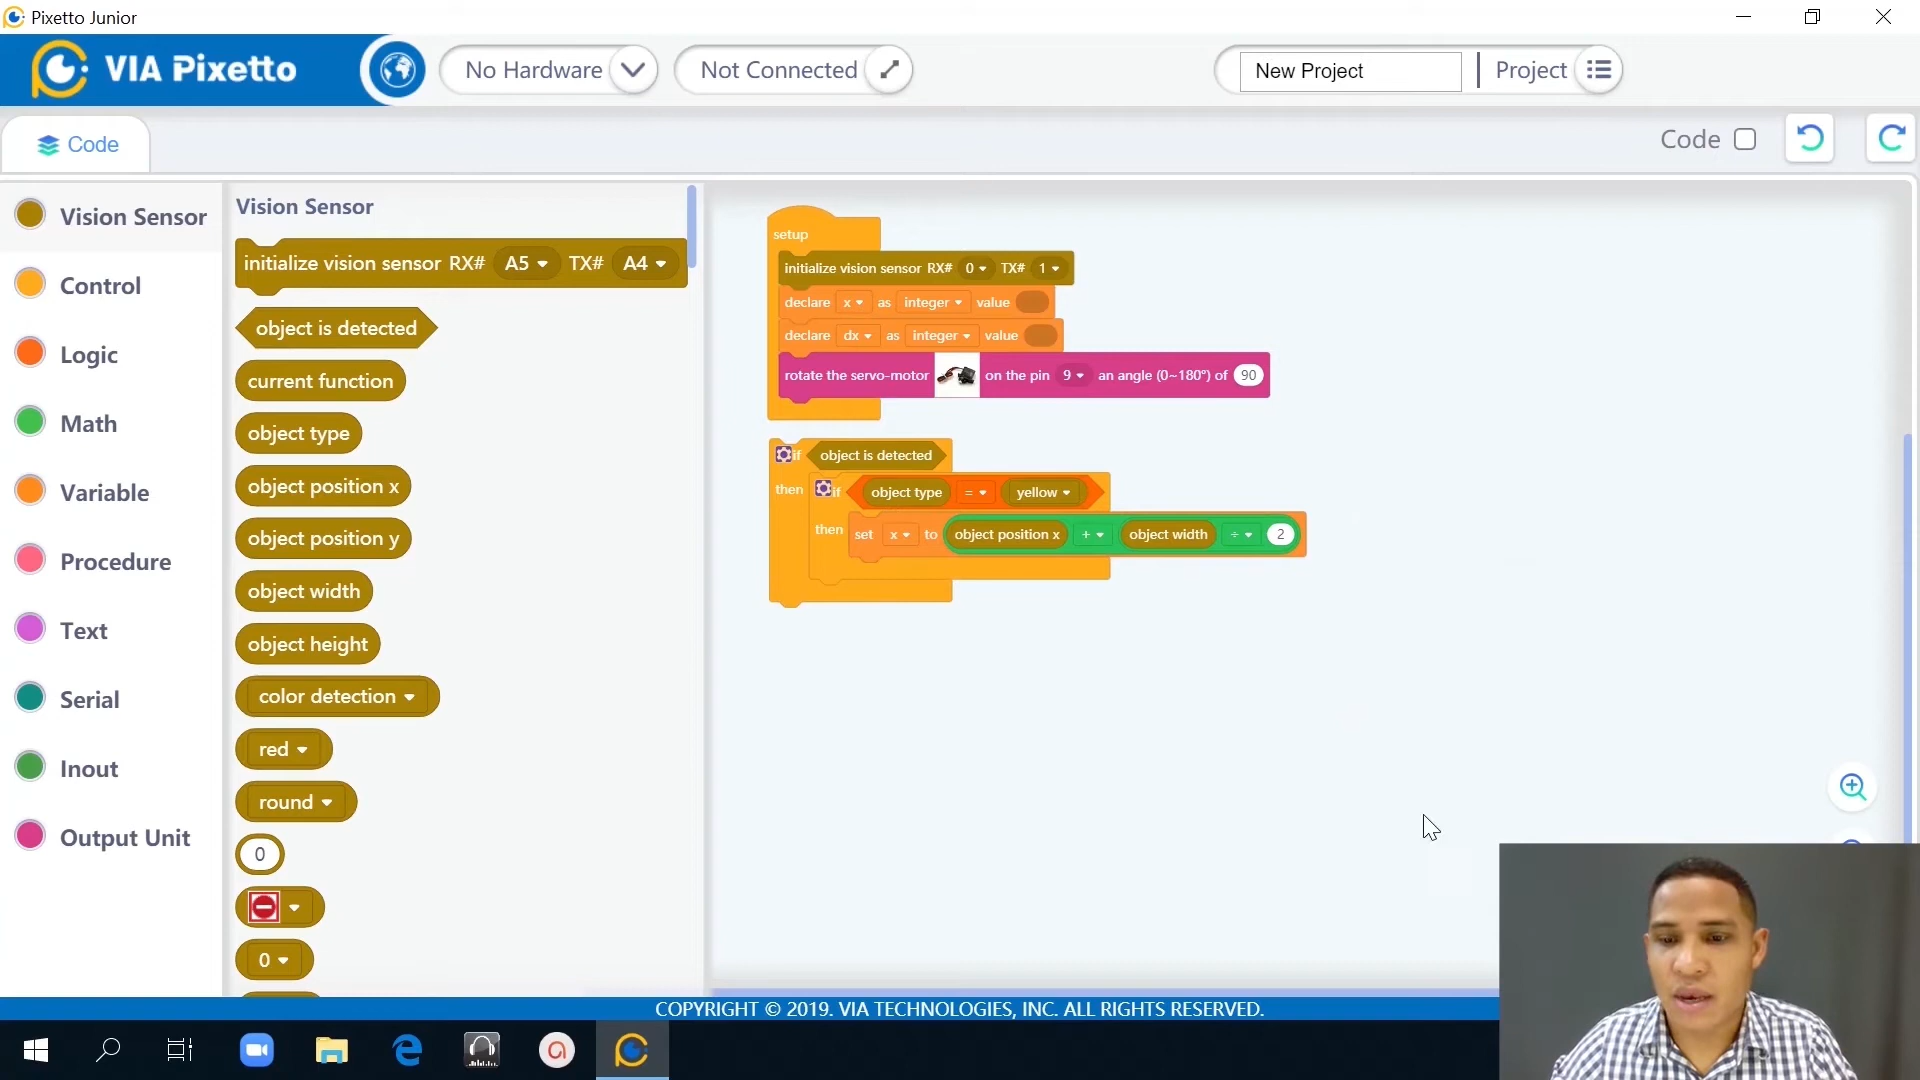 Pixetto Junior
VIA Pixetto
No Hardware
Not Connected
New Project
Project
Code
Code
Vision Sensor
Control
Logic
Math
Variable
Procedure
Text
Serial
Inout
Output Unit
Vision Sensor
initialize vision sensor RX# A5 TX# A4
object is detected
current function
object type
object position x
object position y
object width
object height
color detection
red
round
0
0
setup
initialize vision sensor RX# 0 TX# 1
declare x as integer value
declare dx as integer value
rotate the servo-motor on the pin 9 an angle (0~180°) of 90
if object is detected
then if object type = yellow
then set x to object position x + object width ÷ 2
COPYRIGHT © 2019. VIA TECHNOLOGIES, INC. ALL RIGHTS RESERVED.